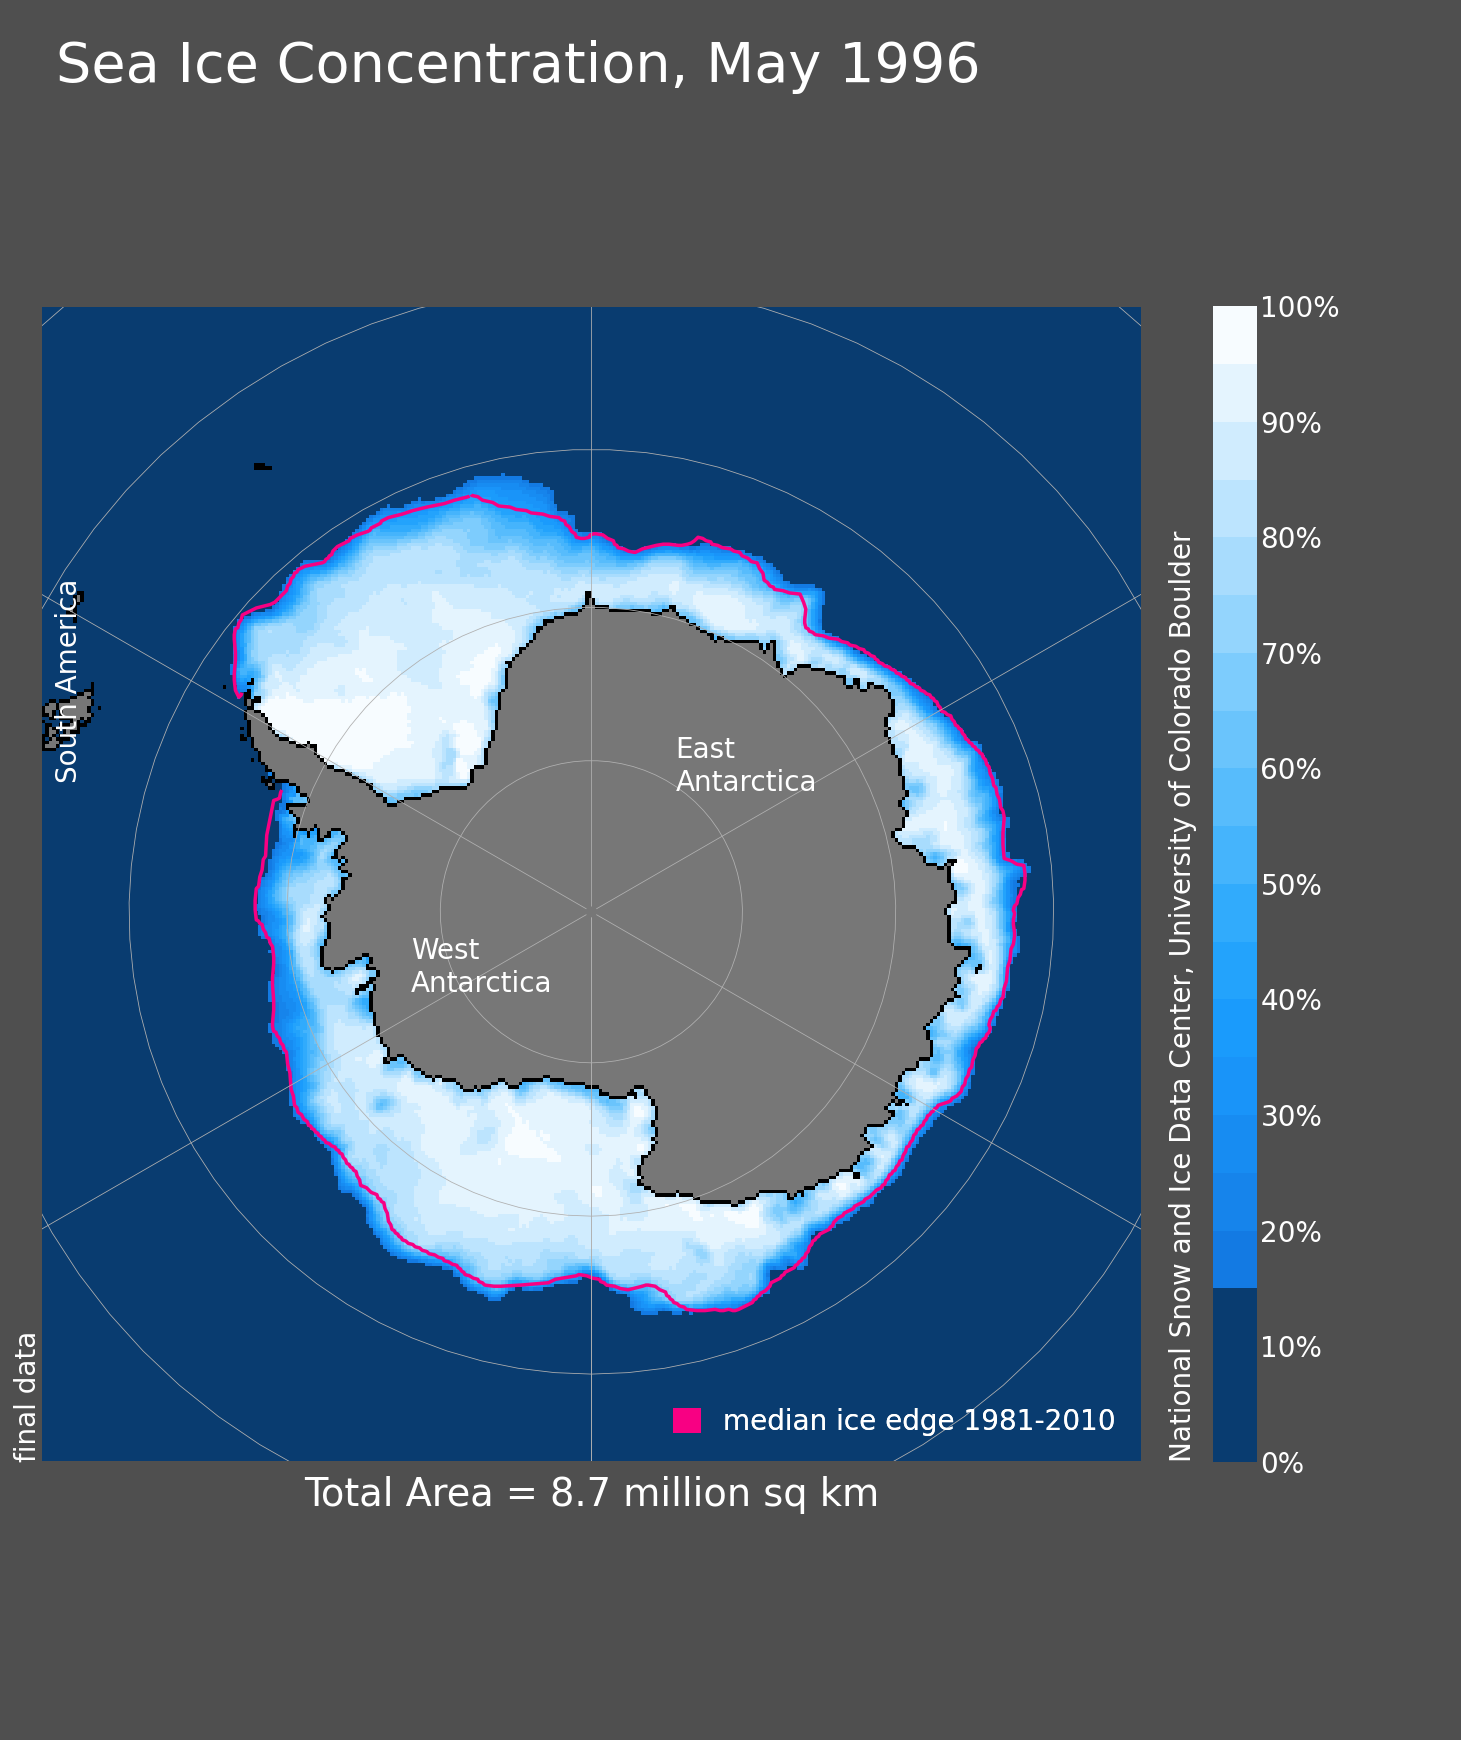 Sea Ice Concentration, May 1996
South America
East
Antarctica
West
Antarctica
final data
median ice edge 1981-2010
Total Area = 8.7 million sq km
National Snow and Ice Data Center, University of Colorado Boulder
100%
90%
80%
70%
60%
50%
40%
30%
20%
10%
0%